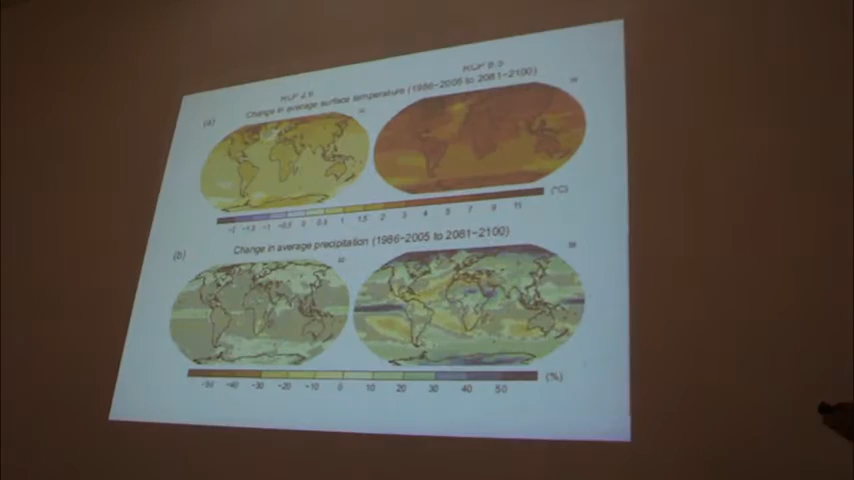 RCP 2.6 RCP 8.5
(a) Change in average surface temperature (1986−2005 to 2081−2100)
−2 −1.5 −1 −0.5 0 0.5 1 1.5 2 3 4 5 7 9 11 (°C)
(b) Change in average precipitation (1986−2005 to 2081−2100)
−50 −40 −30 −20 −10 0 10 20 30 40 50 (%)